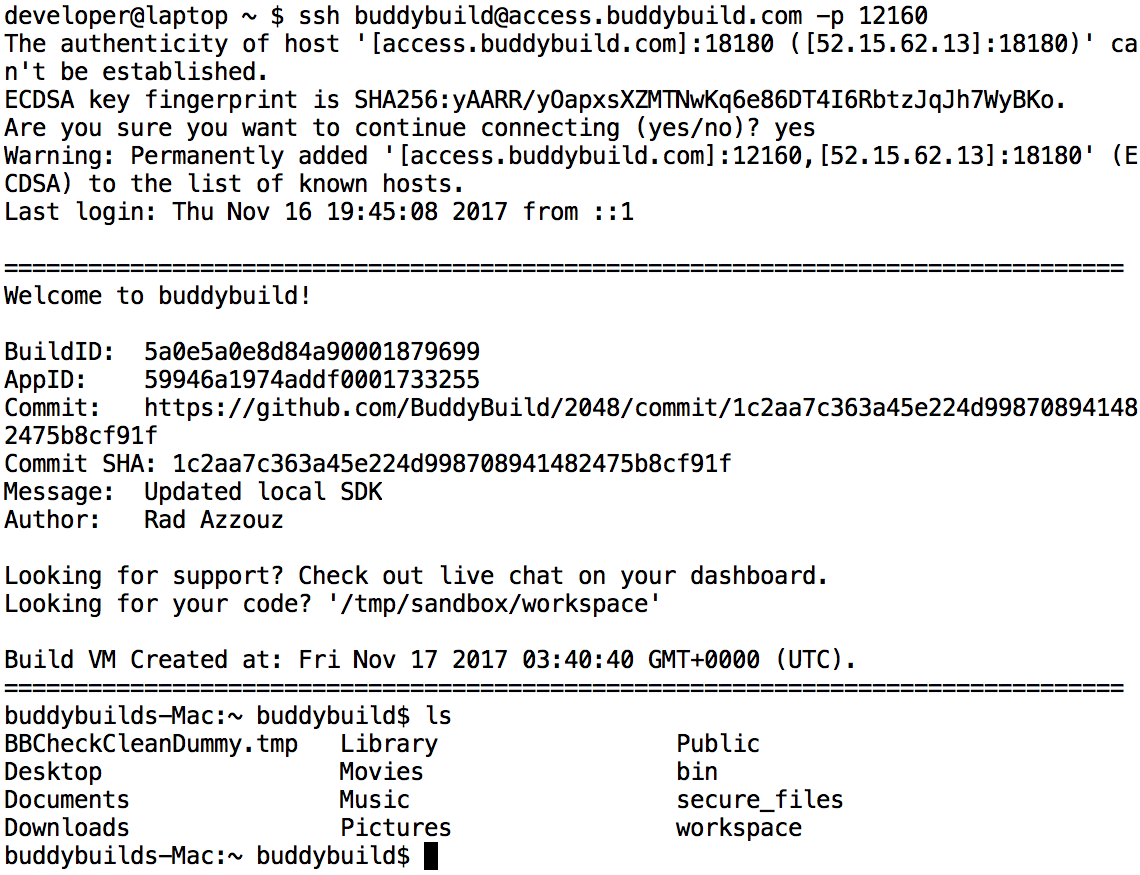 developer@laptop ~ $ ssh buddybuild@access.buddybuild.com -p 12160
The authenticity of host '[access.buddybuild.com]:18180 ([52.15.62.13]:18180)' ca
n't be established.
ECDSA key fingerprint is SHA256:yAARR/yOapxsXZMTNwKq6e86DT4I6RbtzJqJh7WyBKo.
Are you sure you want to continue connecting (yes/no)? yes
Warning: Permanently added '[access.buddybuild.com]:12160,[52.15.62.13]:18180' (E
CDSA) to the list of known hosts.
Last login: Thu Nov 16 19:45:08 2017 from ::1
================================================================================
Welcome to buddybuild!
BuildID:  5a0e5a0e8d84a90001879699
AppID:    59946a1974addf0001733255
Commit:   https://github.com/BuddyBuild/2048/commit/1c2aa7c363a45e224d99870894148
2475b8cf91f
Commit SHA: 1c2aa7c363a45e224d998708941482475b8cf91f
Message:  Updated local SDK
Author:   Rad Azzouz
Looking for support? Check out live chat on your dashboard.
Looking for your code? '/tmp/sandbox/workspace'
Build VM Created at: Fri Nov 17 2017 03:40:40 GMT+0000 (UTC).
================================================================================
buddybuilds-Mac:~ buddybuild$ ls
BBCheckCleanDummy.tmp   Library                 Public
Desktop                 Movies                  bin
Documents               Music                   secure_files
Downloads               Pictures                workspace
buddybuilds-Mac:~ buddybuild$